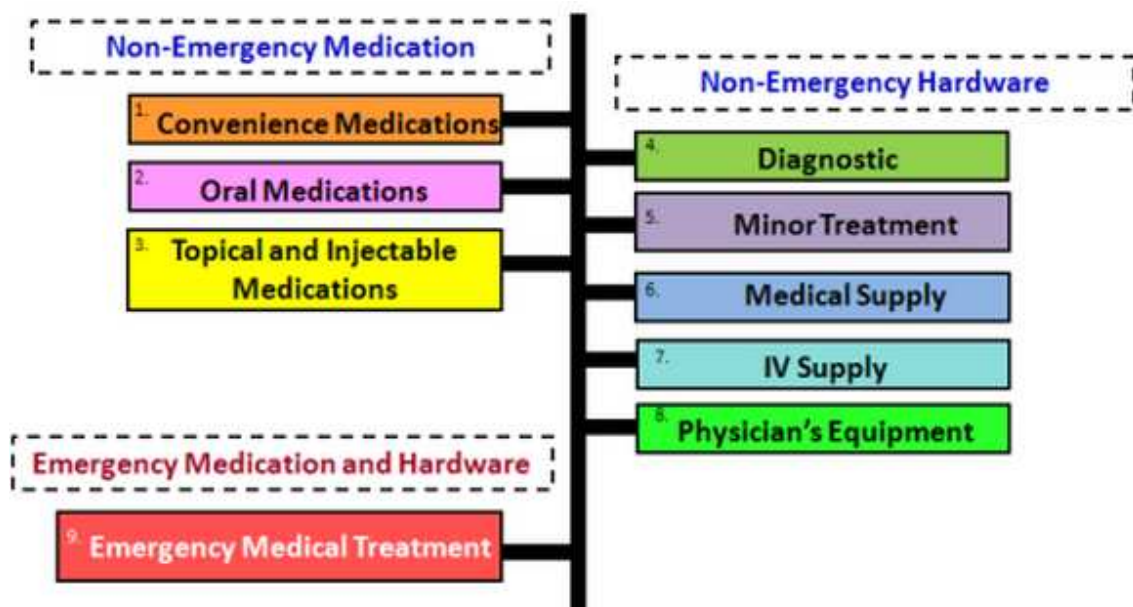 Non-Emergency Medication
1. Convenience Medications
2. Oral Medications
3. Topical and Injectable
Medications
Non-Emergency Hardware
4. Diagnostic
5. Minor Treatment
6. Medical Supply
7. IV Supply
8. Physician's Equipment
Emergency Medication and Hardware
9. Emergency Medical Treatment